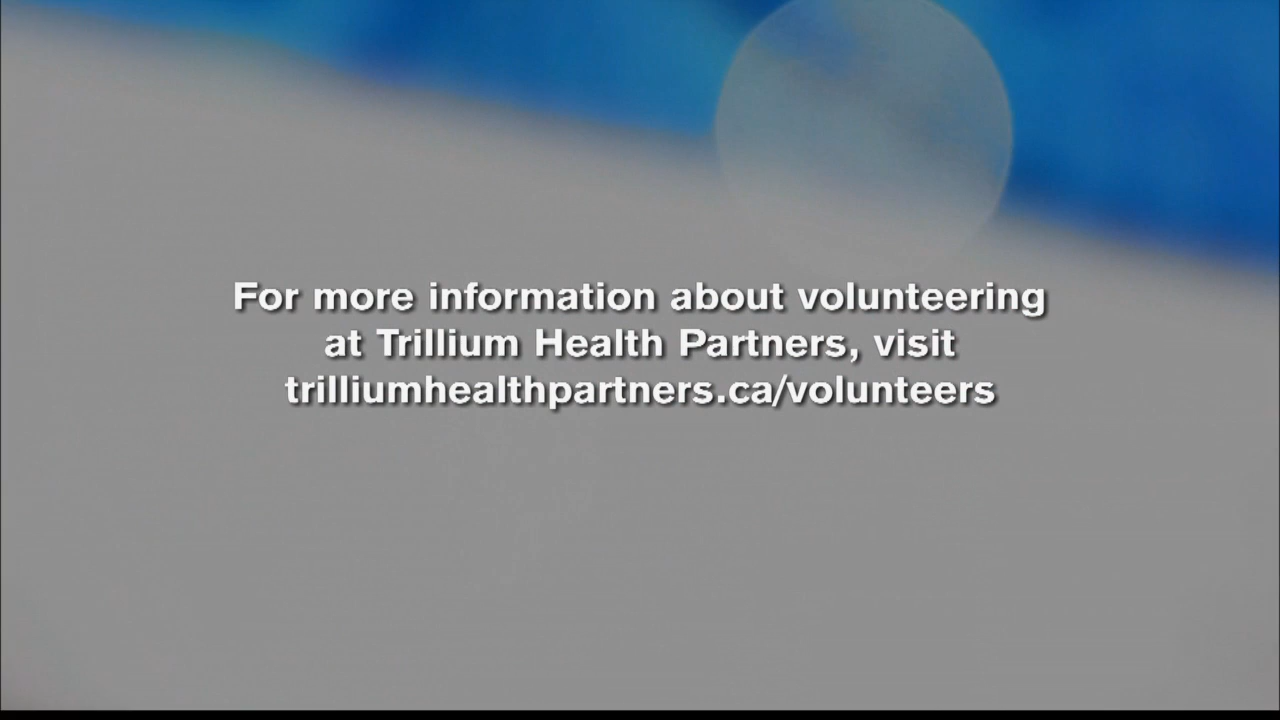 For more information about volunteering
at Trillium Health Partners, visit
trilliumhealthpartners.ca/volunteers